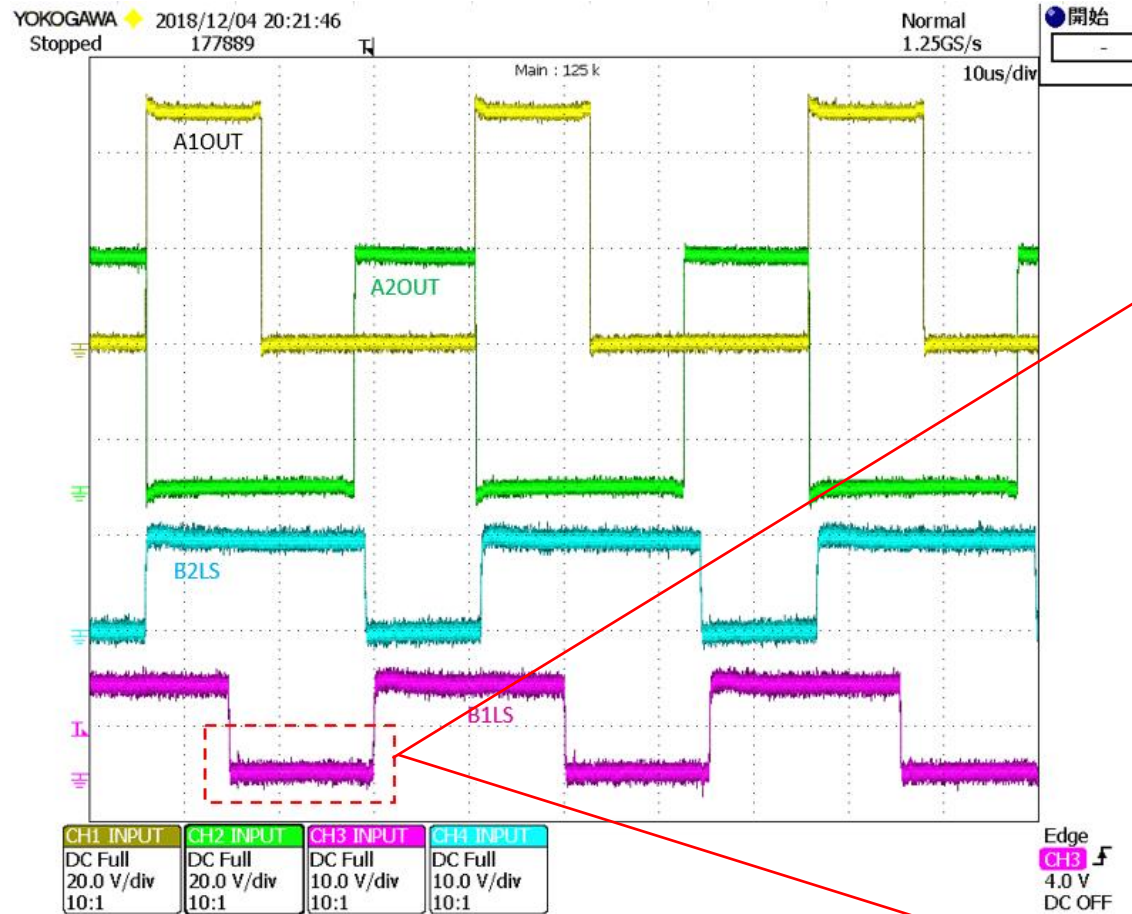 YOKOGAWA 2018/12/04 20:21:46
Stopped 177889
Normal
1.25GS/s
開始
-
Main : 125 k
10us/div
A1OUT
A2OUT
B2LS
B1LS
CH1 INPUT
DC Full
20.0 V/div
10:1
CH2 INPUT
DC Full
20.0 V/div
10:1
CH3 INPUT
DC Full
10.0 V/div
10:1
CH4 INPUT
DC Full
10.0 V/div
10:1
Edge
CH3
4.0 V
DC OFF